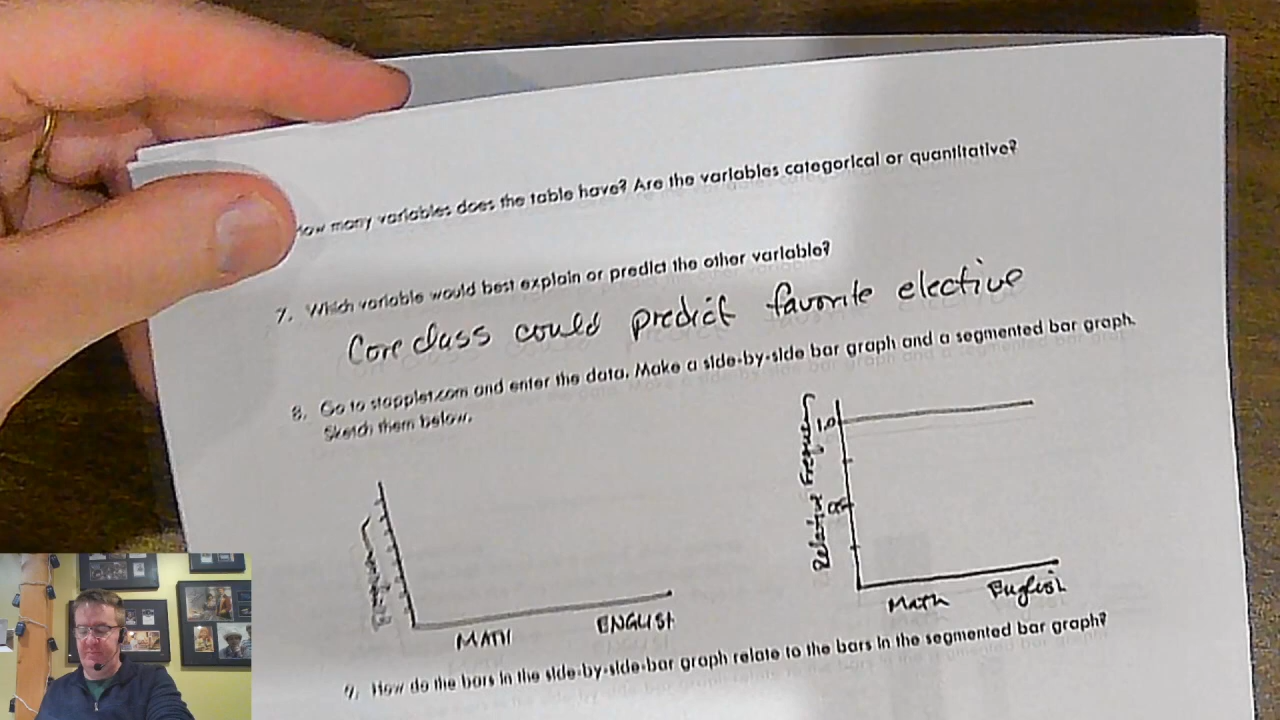 How many variables does the table have? Are the variables categorical or quantitative?
7. Which variable would best explain or predict the other variable?
Core class could predict favorite elective
8. Go to stapplet.com and enter the data. Make a side-by-side bar graph and a segmented bar graph.
Sketch them below.
1.0
Relative Frequency
0.5
MATH ENGLISH
Math English
9. How do the bars in the side-by-side-bar graph relate to the bars in the segmented bar graph?